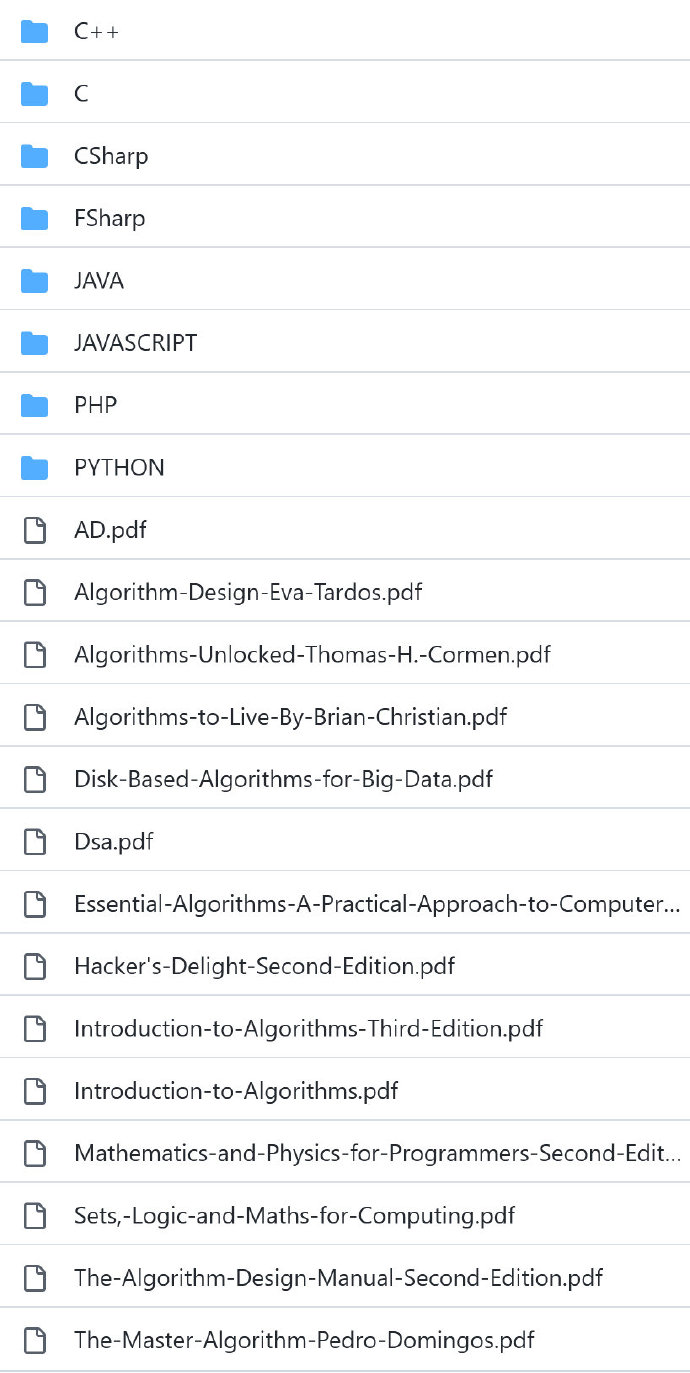 C++
C
CSharp
FSharp
JAVA
JAVASCRIPT
PHP
PYTHON
AD.pdf
Algorithm-Design-Eva-Tardos.pdf
Algorithms-Unlocked-Thomas-H.-Cormen.pdf
Algorithms-to-Live-By-Brian-Christian.pdf
Disk-Based-Algorithms-for-Big-Data.pdf
Dsa.pdf
Essential-Algorithms-A-Practical-Approach-to-Computer...
Hacker's-Delight-Second-Edition.pdf
Introduction-to-Algorithms-Third-Edition.pdf
Introduction-to-Algorithms.pdf
Mathematics-and-Physics-for-Programmers-Second-Edit...
Sets,-Logic-and-Maths-for-Computing.pdf
The-Algorithm-Design-Manual-Second-Edition.pdf
The-Master-Algorithm-Pedro-Domingos.pdf